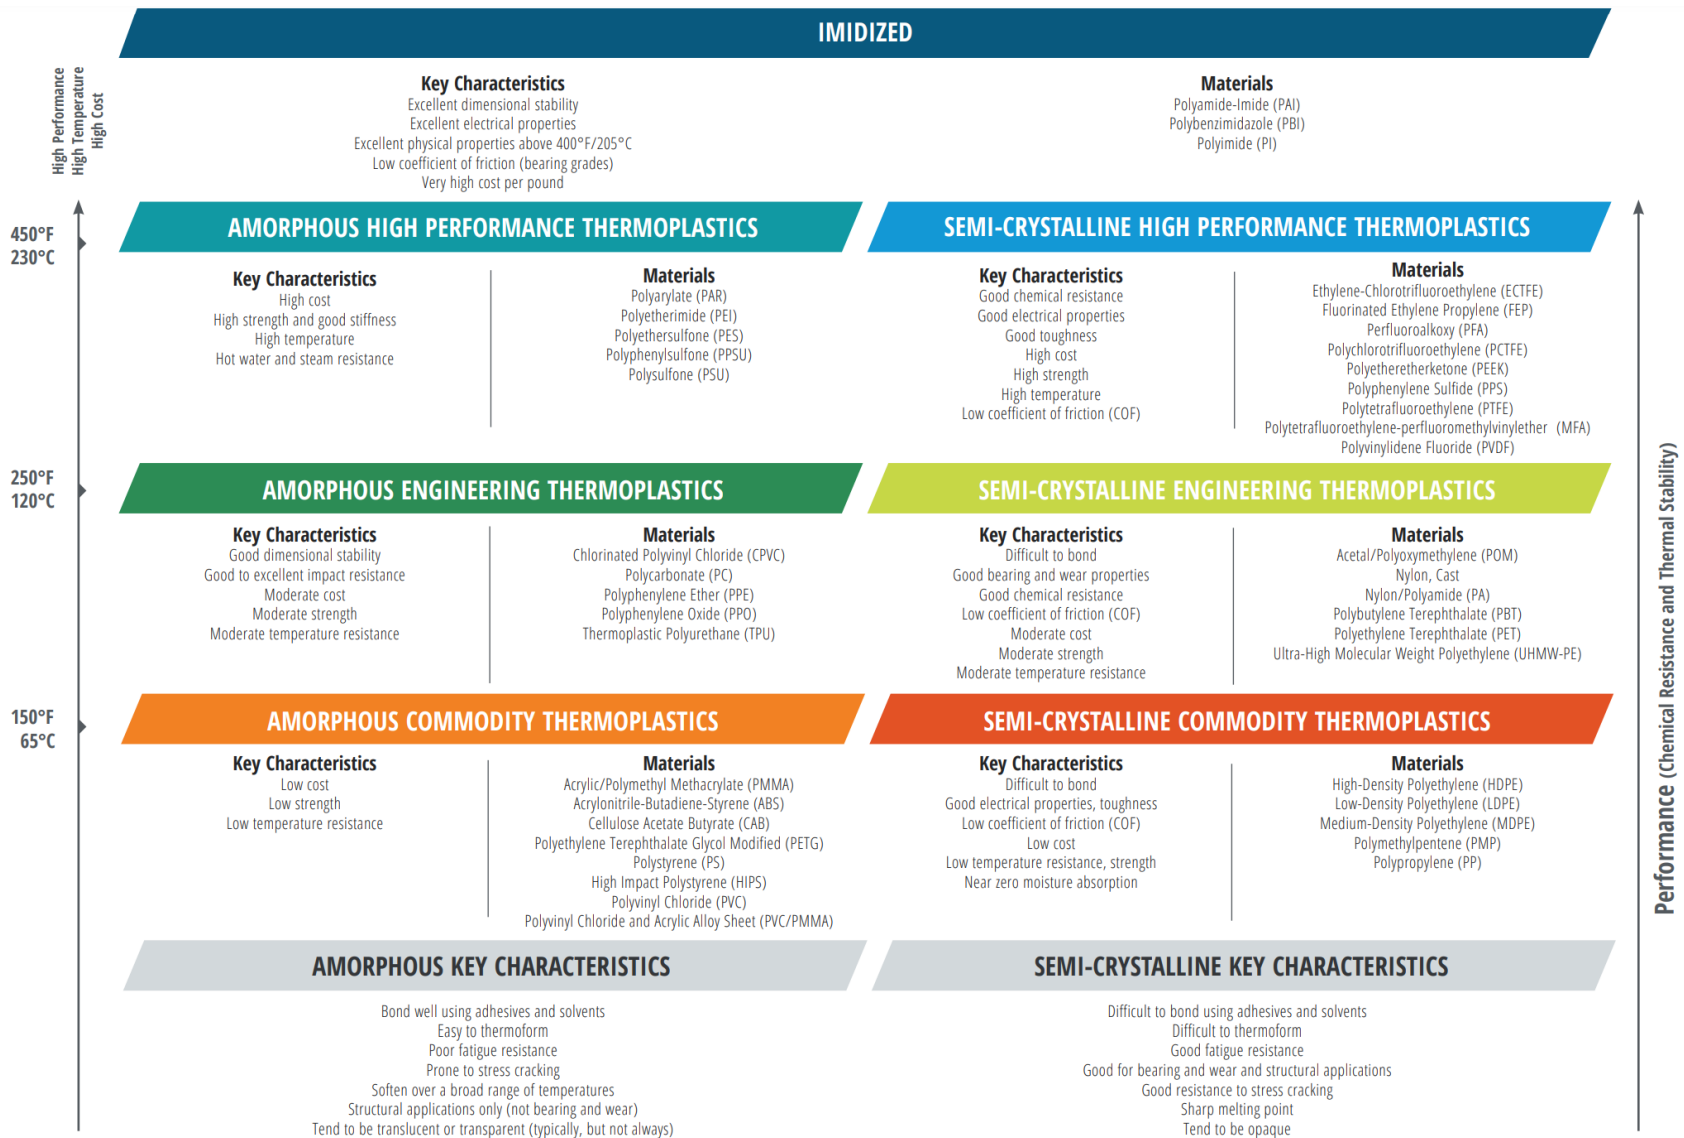 IMIDIZED
High Performance
High Temperature
High Cost
Key Characteristics
Excellent dimensional stability
Excellent electrical properties
Excellent physical properties above 400°F/205°C
Low coefficient of friction (bearing grades)
Very high cost per pound
Materials
Polyamide-Imide (PAI)
Polybenzimidazole (PBI)
Polyimide (PI)
450°F
230°C
AMORPHOUS HIGH PERFORMANCE THERMOPLASTICS
Key Characteristics
High cost
High strength and good stiffness
High temperature
Hot water and steam resistance
Materials
Polyarylate (PAR)
Polyetherimide (PEI)
Polyethersulfone (PES)
Polyphenylsulfone (PPSU)
Polysulfone (PSU)
SEMI-CRYSTALLINE HIGH PERFORMANCE THERMOPLASTICS
Key Characteristics
Good chemical resistance
Good electrical properties
Good toughness
High cost
High strength
High temperature
Low coefficient of friction (COF)
Materials
Ethylene-Chlorotrifluoroethylene (ECTFE)
Fluorinated Ethylene Propylene (FEP)
Perfluoroalkoxy (PFA)
Polychlorotrifluoroethylene (PCTFE)
Polyetheretherketone (PEEK)
Polyphenylene Sulfide (PPS)
Polytetrafluoroethylene (PTFE)
Polytetrafluoroethylene-perfluoromethylvinylether (MFA)
Polyvinylidene Fluoride (PVDF)
250°F
120°C
AMORPHOUS ENGINEERING THERMOPLASTICS
Key Characteristics
Good dimensional stability
Good to excellent impact resistance
Moderate cost
Moderate strength
Moderate temperature resistance
Materials
Chlorinated Polyvinyl Chloride (CPVC)
Polycarbonate (PC)
Polyphenylene Ether (PPE)
Polyphenylene Oxide (PPO)
Thermoplastic Polyurethane (TPU)
SEMI-CRYSTALLINE ENGINEERING THERMOPLASTICS
Key Characteristics
Difficult to bond
Good bearing and wear properties
Good chemical resistance
Low coefficient of friction (COF)
Moderate cost
Moderate strength
Moderate temperature resistance
Materials
Acetal/Polyoxymethylene (POM)
Nylon, Cast
Nylon/Polyamide (PA)
Polybutylene Terephthalate (PBT)
Polyethylene Terephthalate (PET)
Ultra-High Molecular Weight Polyethylene (UHMW-PE)
150°F
65°C
AMORPHOUS COMMODITY THERMOPLASTICS
Key Characteristics
Low cost
Low strength
Low temperature resistance
Materials
Acrylic/Polymethyl Methacrylate (PMMA)
Acrylonitrile-Butadiene-Styrene (ABS)
Cellulose Acetate Butyrate (CAB)
Polyethylene Terephthalate Glycol Modified (PETG)
Polystyrene (PS)
High Impact Polystyrene (HIPS)
Polyvinyl Chloride (PVC)
Polyvinyl Chloride and Acrylic Alloy Sheet (PVC/PMMA)
SEMI-CRYSTALLINE COMMODITY THERMOPLASTICS
Key Characteristics
Difficult to bond
Good electrical properties, toughness
Low coefficient of friction (COF)
Low cost
Low temperature resistance, strength
Near zero moisture absorption
Materials
High-Density Polyethylene (HDPE)
Low-Density Polyethylene (LDPE)
Medium-Density Polyethylene (MDPE)
Polymethylpentene (PMP)
Polypropylene (PP)
AMORPHOUS KEY CHARACTERISTICS
Bond well using adhesives and solvents
Easy to thermoform
Poor fatigue resistance
Prone to stress cracking
Soften over a broad range of temperatures
Structural applications only (not bearing and wear)
Tend to be translucent or transparent (typically, but not always)
SEMI-CRYSTALLINE KEY CHARACTERISTICS
Difficult to bond using adhesives and solvents
Difficult to thermoform
Good fatigue resistance
Good for bearing and wear and structural applications
Good resistance to stress cracking
Sharp melting point
Tend to be opaque
Performance (Chemical Resistance and Thermal Stability)